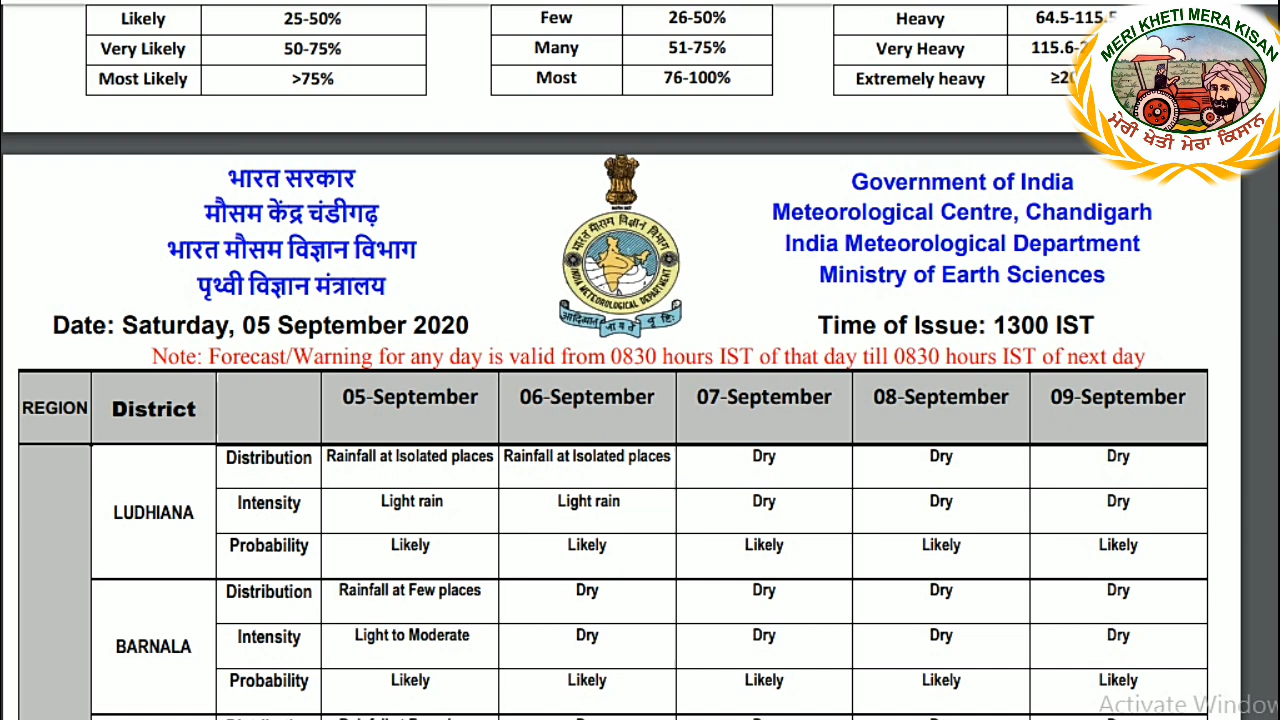 Likely 25-50% Few 26-50% Heavy
Very Likely 50-75% Many 51-75% Very Heavy
Most Likely >75% Most 76-100% Extremely heavy
MERI KHETI MERA KISAN
ਮੇਰੀ ਖੇਤੀ ਮੇਰਾ ਕਿਸਾਨ
भारत सरकार
मौसम केंद्र चंडीगढ़
भारत मौसम विज्ञान विभाग
पृथ्वी विज्ञान मंत्रालय
भारत मौसम विज्ञान विभाग
INDIA METEOROLOGICAL DEPARTMENT
Government of India
Meteorological Centre, Chandigarh
India Meteorological Department
Ministry of Earth Sciences
Date: Saturday, 05 September 2020 Time of Issue: 1300 IST
Note: Forecast/Warning for any day is valid from 0830 hours IST of that day till 0830 hours IST of next day
REGION District 05-September 06-September 07-September 08-September 09-September
LUDHIANA
Distribution Rainfall at Isolated places Rainfall at Isolated places Dry Dry Dry
Intensity Light rain Light rain Dry Dry Dry
Probability Likely Likely Likely Likely Likely
BARNALA
Distribution Rainfall at Few places Dry Dry Dry Dry
Intensity Light to Moderate Dry Dry Dry Dry
Probability Likely Likely Likely Likely Likely
Activate Window